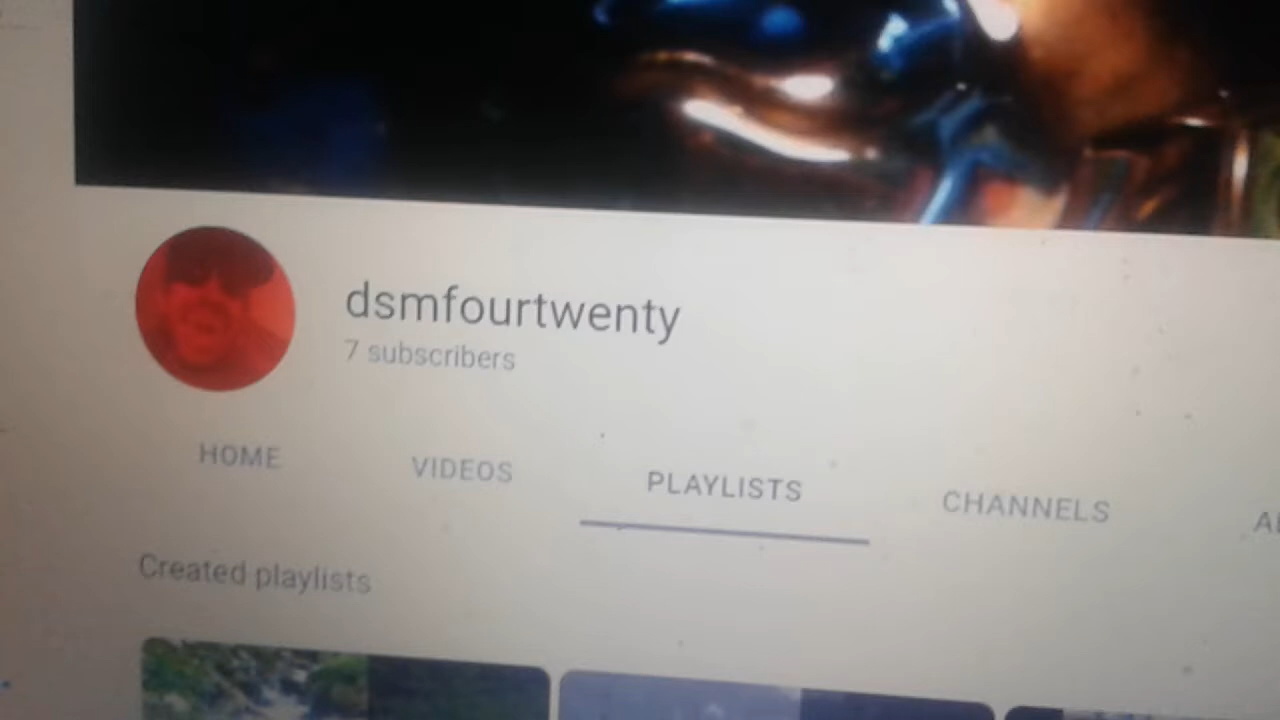 dsmfourtwenty
7 subscribers
HOME
VIDEOS
PLAYLISTS
CHANNELS
Created playlists